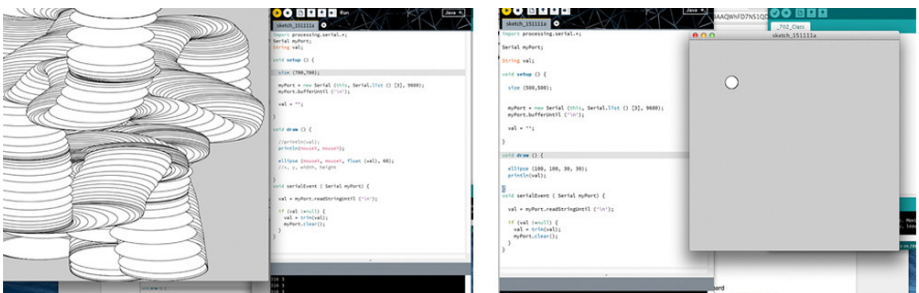 Run
Java
sketch_151111a
import processing.serial.*;
Serial myPort;
String val;
void setup () {
size (700,700);
myPort = new Serial (this, Serial.list () [3], 9600);
myPort.bufferUntil ('\n');
val = "";
}
void draw () {
//println(val);
println(mouseX, mouseY);
ellipse (mouseX, mouseY, float (val), 60);
//x, y, width, height
}
void serialEvent ( Serial myPort) {
val = myPort.readStringUntil ('\n');
if (val !=null) {
val = trim(val);
myPort.clear();
}
}
Java
sketch_151111a
import processing.serial.*;
Serial myPort;
String val;
void setup () {
size (500,500);
myPort = new Serial (this, Serial.list () [3], 9600);
myPort.bufferUntil ('\n');
val = "";
}
void draw () {
ellipse (100, 100, 30, 30);
println(val);
}
void serialEvent ( Serial myPort) {
val = myPort.readStringUntil ('\n');
if (val !=null) {
val = trim(val);
myPort.clear();
}
}
_702_Class
sketch_151111a